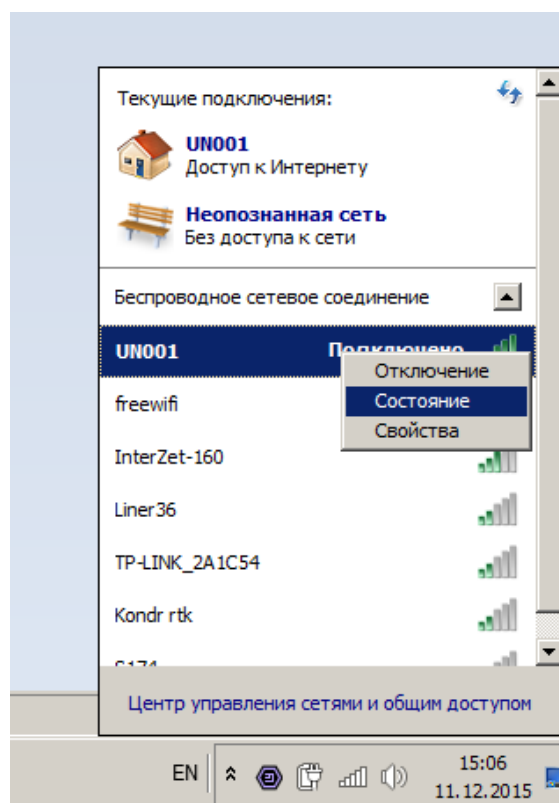 Текущие подключения:
UN001
Доступ к Интернету
Неопознанная сеть
Без доступа к сети
Беспроводное сетевое соединение
UN001 Подключено
Отключение
freewifi
Состояние
Свойства
InterZet-160
Liner36
TP-LINK_2A1C54
Kondr rtk
Центр управления сетями и общим доступом
EN
15:06
11.12.2015